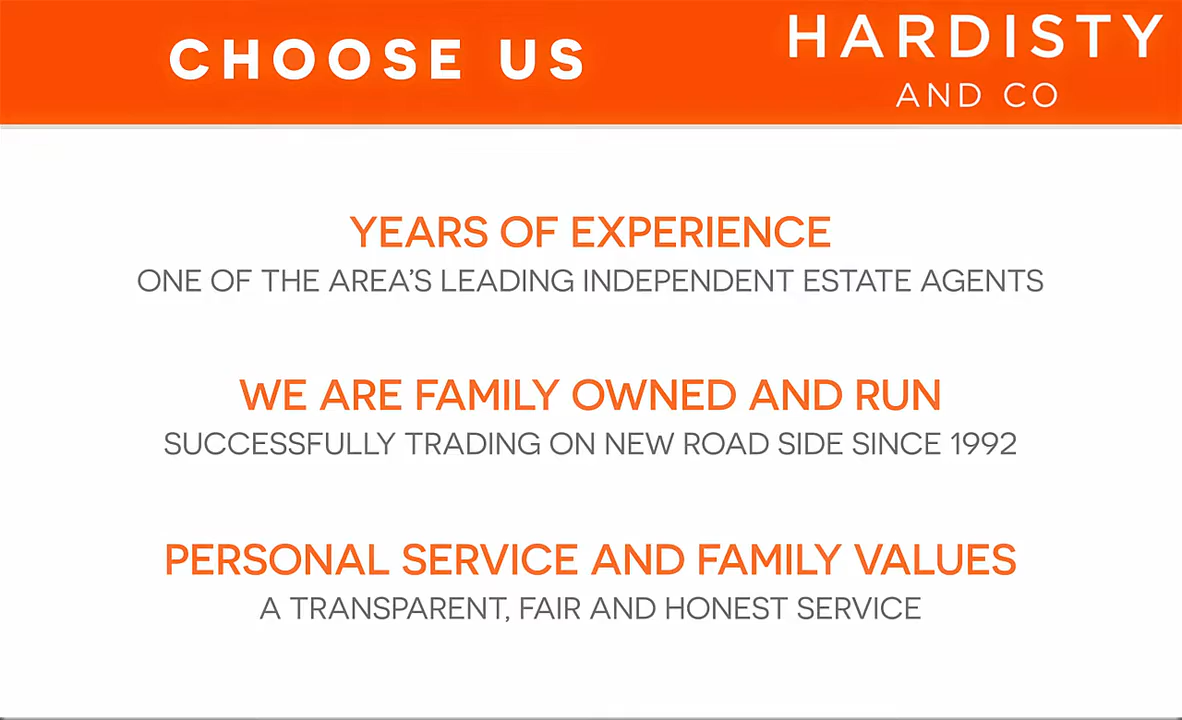 CHOOSE US
HARDISTY
AND CO
YEARS OF EXPERIENCE
ONE OF THE AREA’S LEADING INDEPENDENT ESTATE AGENTS
WE ARE FAMILY OWNED AND RUN
SUCCESSFULLY TRADING ON NEW ROAD SIDE SINCE 1992
PERSONAL SERVICE AND FAMILY VALUES
A TRANSPARENT, FAIR AND HONEST SERVICE